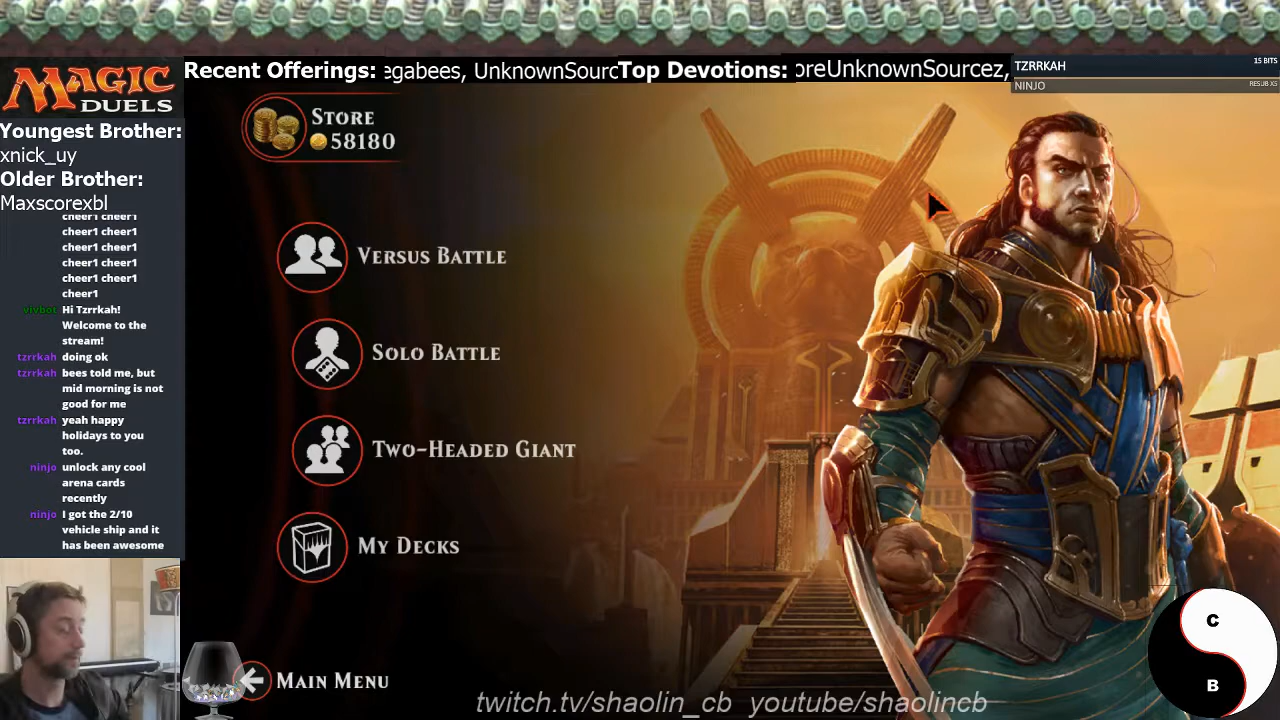 MAGIC
DUELS
Recent Offerings: egabees, UnknownSourc
Top Devotions: oreUnknownSourcez,
TZRRKAH 15 BITS
NINJO RESUB X5
Youngest Brother:
xnick_uy
Older Brother:
Maxscorexbl
cheer1 cheer1
cheer1 cheer1
cheer1 cheer1
cheer1 cheer1
cheer1 cheer1
cheer1
vivbot Hi Tzrrkah!
Welcome to the
stream!
tzrrkah doing ok
tzrrkah bees told me, but
mid morning is not
good for me
tzrrkah yeah happy
holidays to you
too.
ninjo unlock any cool
arena cards
recently
ninjo I got the 2/10
vehicle ship and it
has been awesome
STORE
58180
VERSUS BATTLE
SOLO BATTLE
TWO-HEADED GIANT
MY DECKS
MAIN MENU
twitch.tv/shaolin_cb youtube/shaolincb
C
B